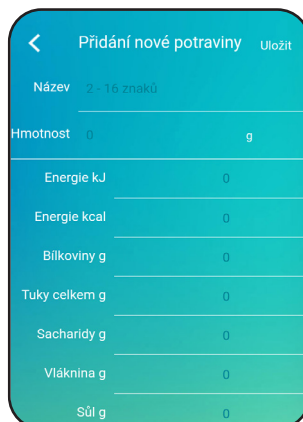 Přidání nové potraviny Uložit
Název 2 - 16 znaků
Hmotnost 0 g
Energie kJ 0
Energie kcal 0
Bílkoviny g 0
Tuky celkem g 0
Sacharidy g 0
Vláknina g 0
Sůl g 0